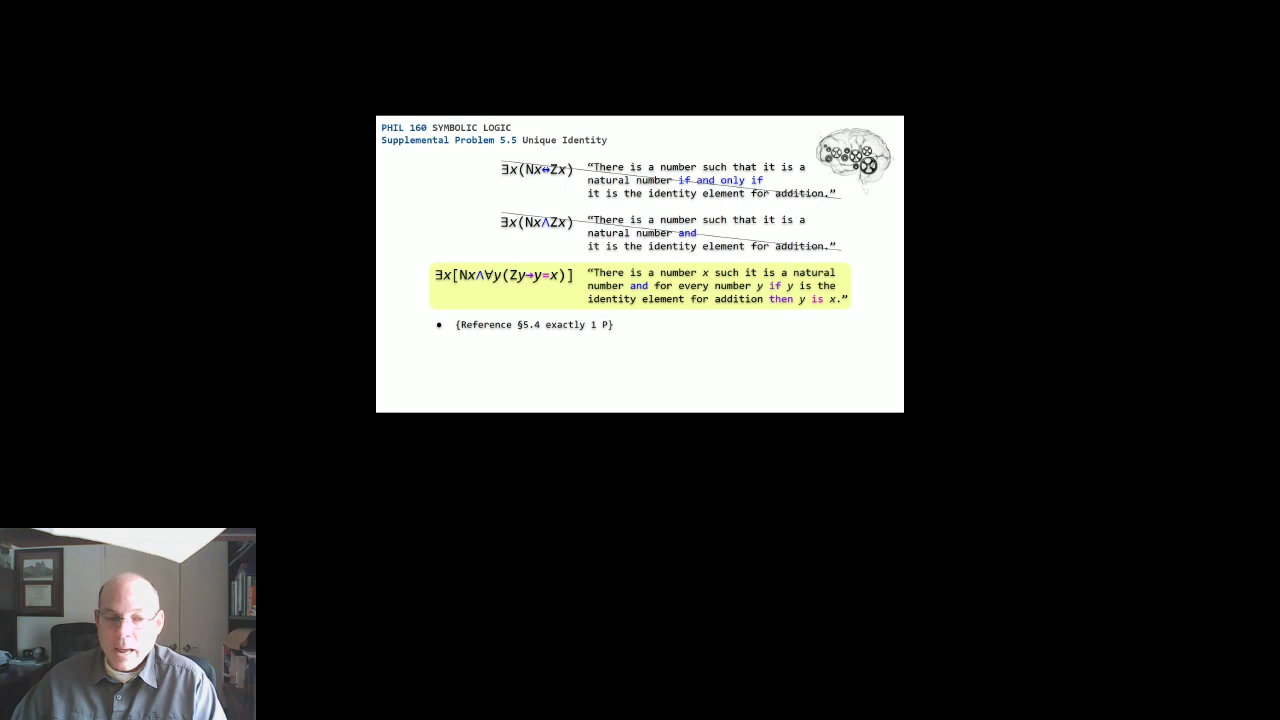 PHIL 160 SYMBOLIC LOGIC
Supplemental Problem 5.5 Unique Identity
∃x(Nx↔Zx) “There is a number such that it is a
natural number if and only if
it is the identity element for addition.”
∃x(Nx∧Zx) “There is a number such that it is a
natural number and
it is the identity element for addition.”
∃x[Nx∧∀y(Zy→y=x)] “There is a number x such it is a natural
number and for every number y if y is the
identity element for addition then y is x.”
• {Reference §5.4 exactly 1 P}